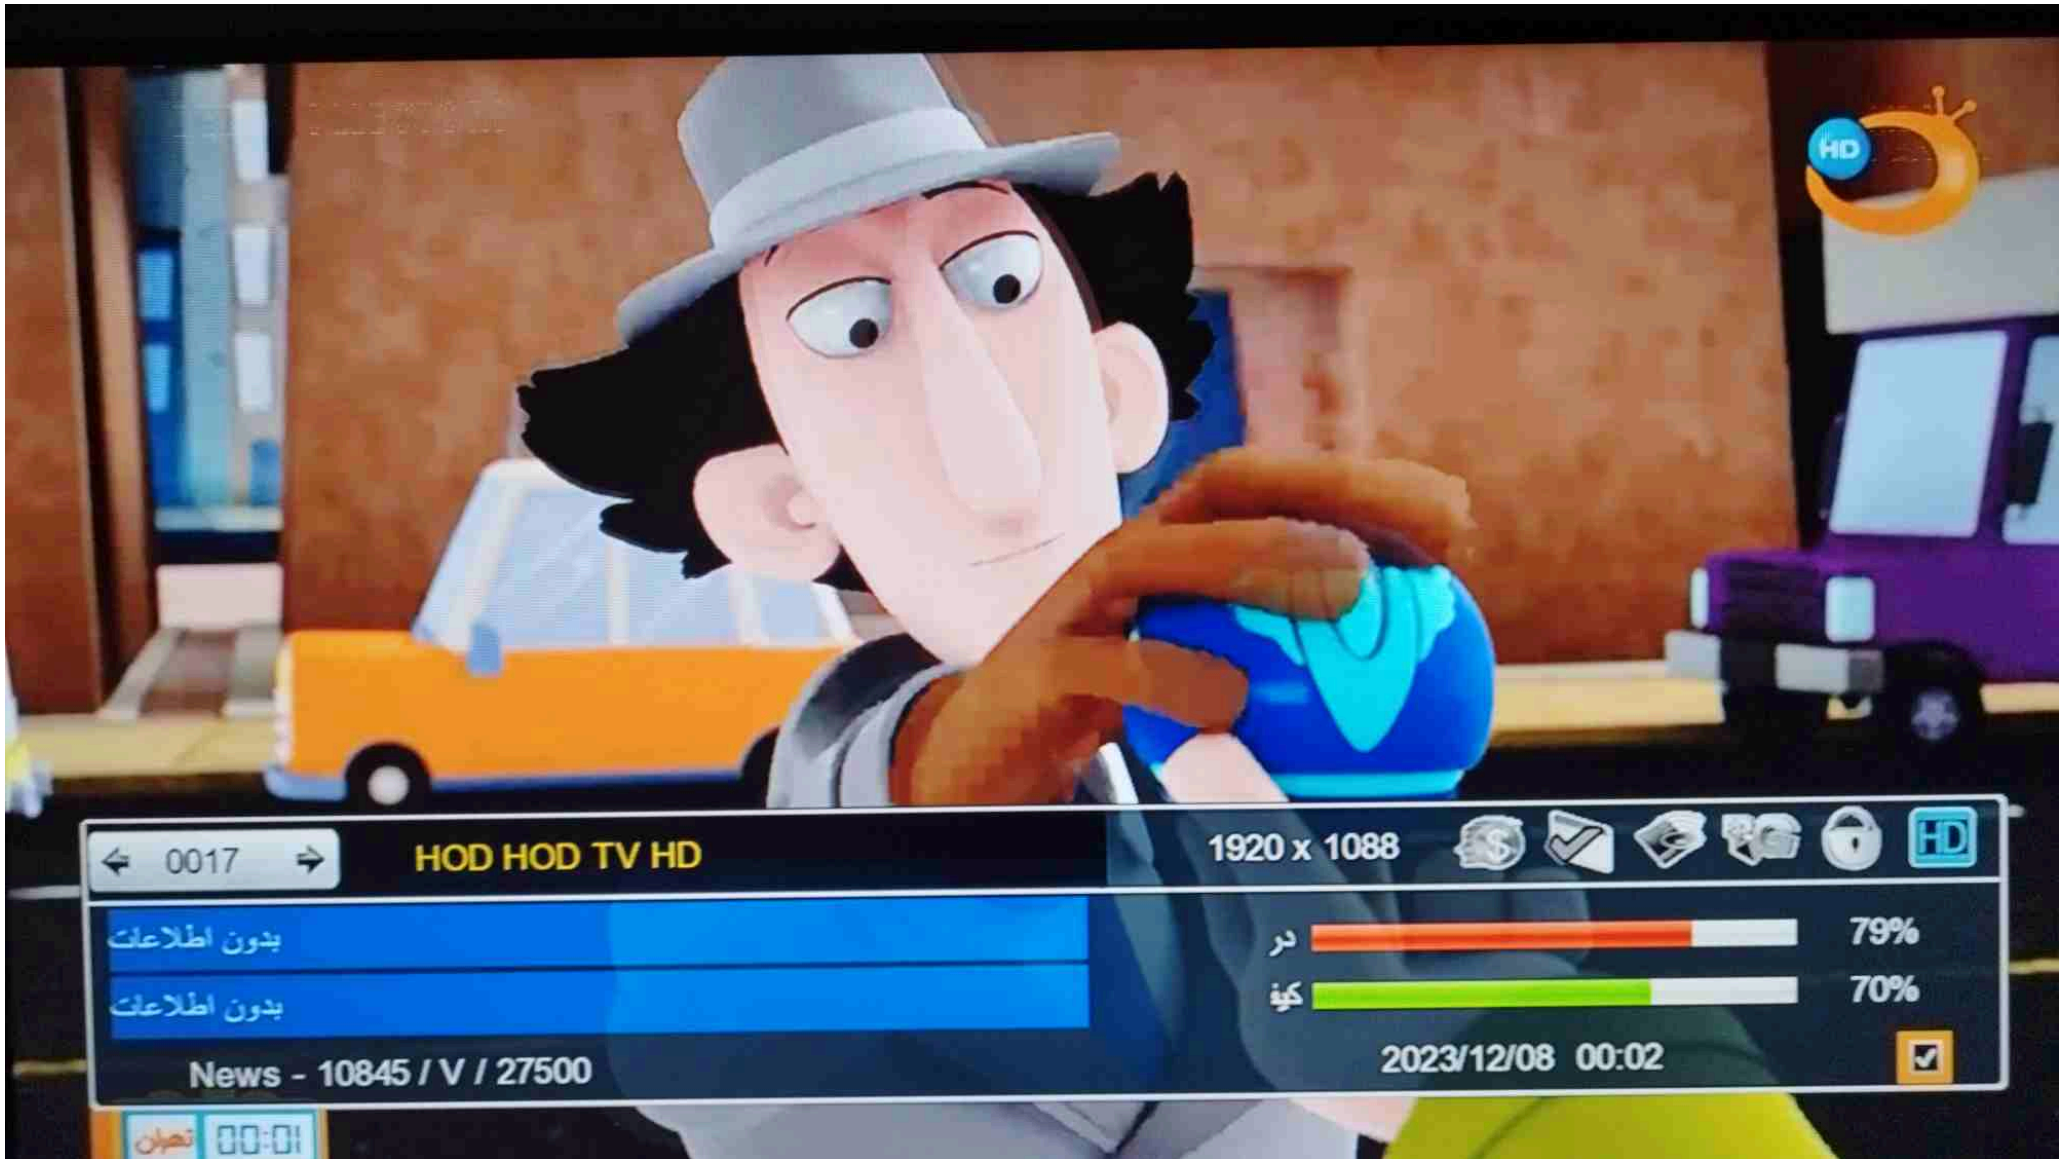 HD
0017
HOD HOD TV HD
1920 x 1088
HD
بدون اطلاعات
در
79%
بدون اطلاعات
کیف
70%
News - 10845 / V / 27500
2023/12/08 00:02
تهران
00:01